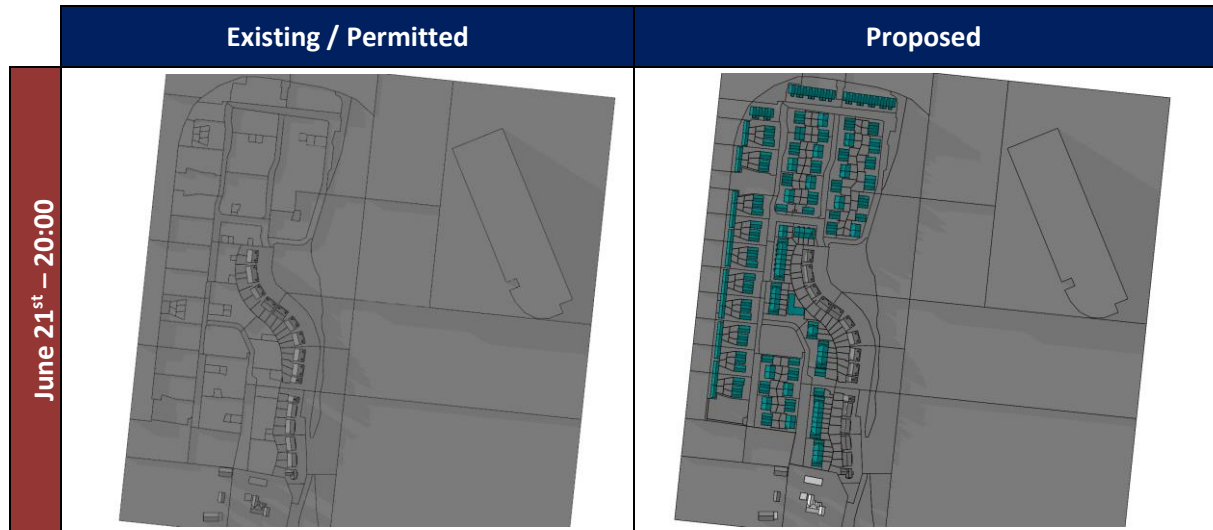 Existing / Permitted
Proposed
June 21st – 20:00